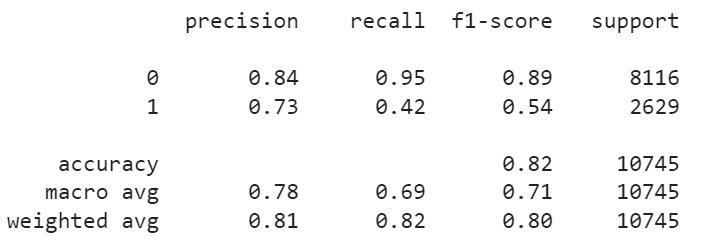 precision recall f1-score support
0 0.84 0.95 0.89 8116
1 0.73 0.42 0.54 2629
accuracy 0.82 10745
macro avg 0.78 0.69 0.71 10745
weighted avg 0.81 0.82 0.80 10745